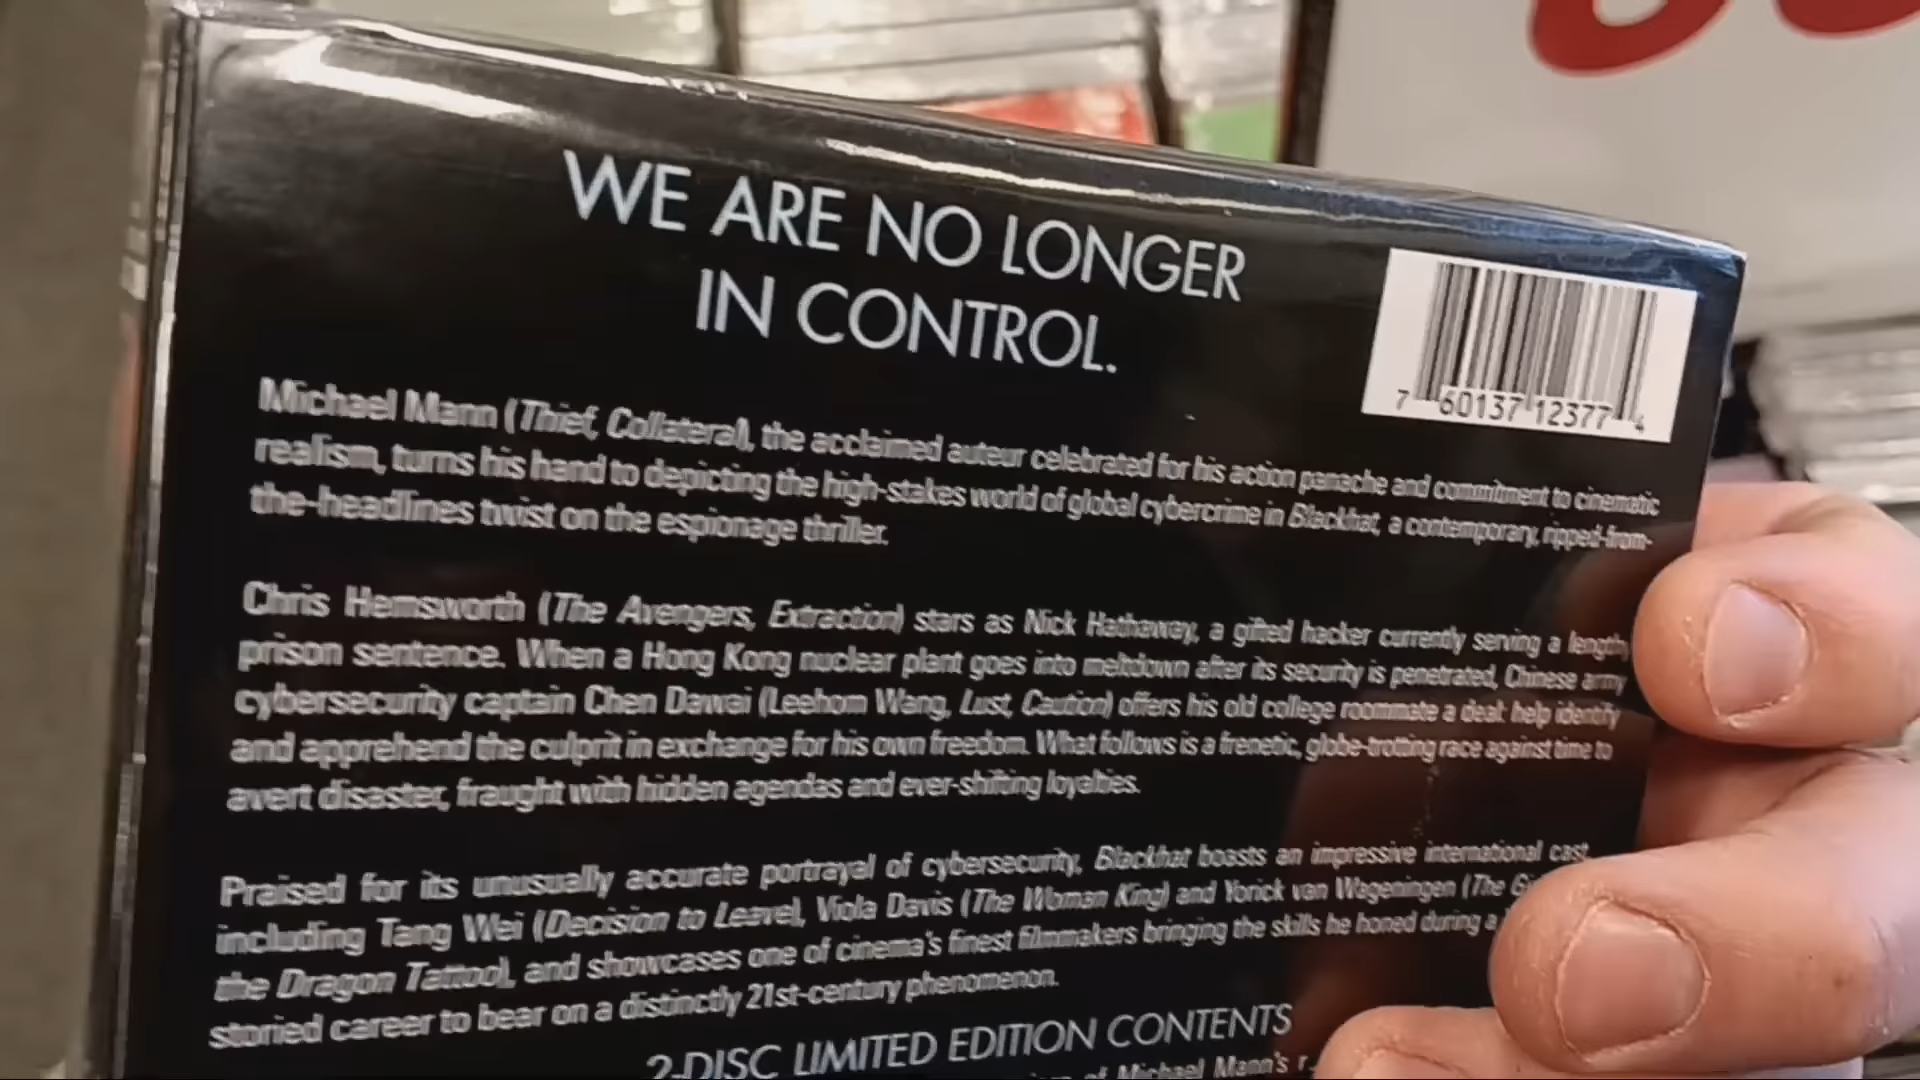 WE ARE NO LONGER
IN CONTROL.
7 60137 12377 4
Michael Mann (Thief, Collateral), the acclaimed auteur celebrated for his action panache and commitment to cinematic
realism, turns his hand to depicting the high-stakes world of global cybercrime in Blackhat, a contemporary, ripped-from-
the-headlines twist on the espionage thriller.
Chris Hemsworth (The Avengers, Extraction) stars as Nick Hathaway, a gifted hacker currently serving a lengthy
prison sentence. When a Hong Kong nuclear plant goes into meltdown after its security is penetrated, Chinese army
cybersecurity captain Chen Dawai (Leehom Wang, Lust, Caution) offers his old college roommate a deal: help identify
and apprehend the culprit in exchange for his own freedom. What follows is a frenetic, globe-trotting race against time to
avert disaster, fraught with hidden agendas and ever-shifting loyalties.
Praised for its unusually accurate portrayal of cybersecurity, Blackhat boasts an impressive international cast,
including Tang Wei (Decision to Leave), Viola Davis (The Woman King) and Yorick van Wageningen (The
the Dragon Tattoo), and showcases one of cinema's finest filmmakers bringing the skills he honed during a
storied career to bear on a distinctly 21st-century phenomenon.
2-DISC LIMITED EDITION CONTENTS
of Michael Mann's